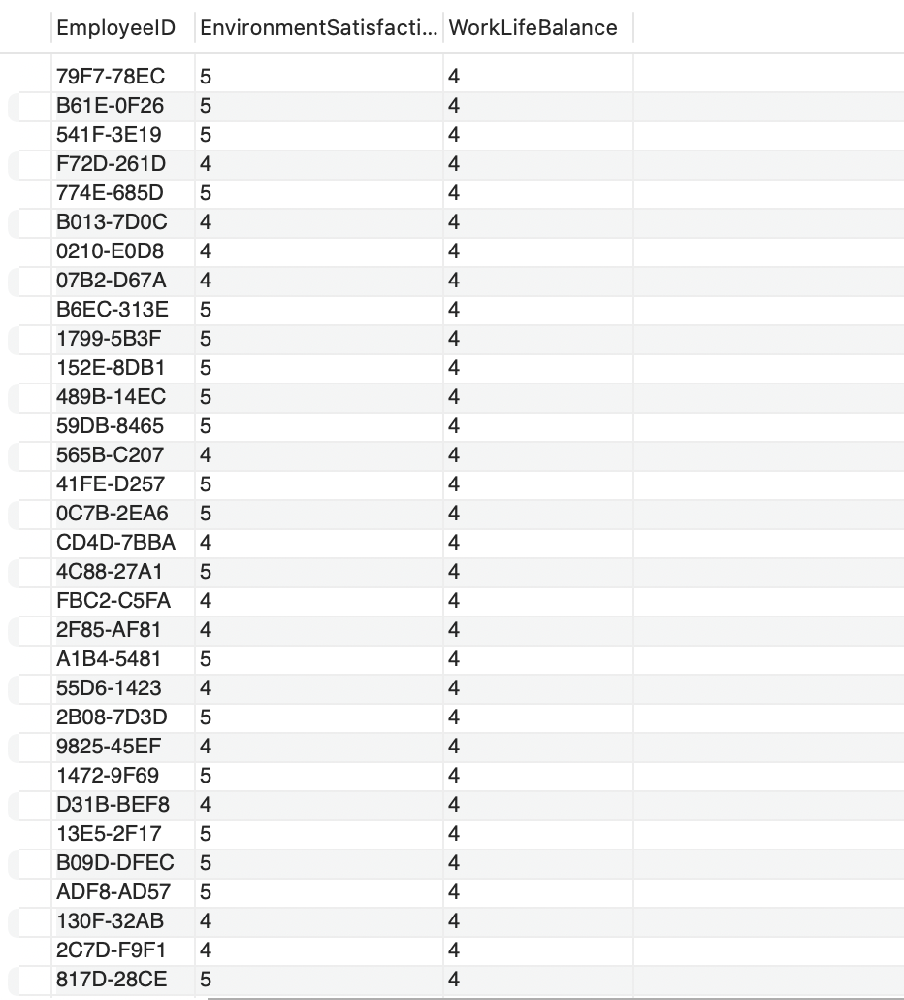 EmployeeID EnvironmentSatisfacti... WorkLifeBalance
79F7-78EC 5 4
B61E-0F26 5 4
541F-3E19 5 4
F72D-261D 4 4
774E-685D 5 4
B013-7D0C 4 4
0210-E0D8 4 4
07B2-D67A 4 4
B6EC-313E 5 4
1799-5B3F 5 4
152E-8DB1 5 4
489B-14EC 5 4
59DB-8465 5 4
565B-C207 4 4
41FE-D257 5 4
0C7B-2EA6 5 4
CD4D-7BBA 4 4
4C88-27A1 5 4
FBC2-C5FA 4 4
2F85-AF81 4 4
A1B4-5481 5 4
55D6-1423 4 4
2B08-7D3D 5 4
9825-45EF 4 4
1472-9F69 5 4
D31B-BEF8 4 4
13E5-2F17 5 4
B09D-DFEC 5 4
ADF8-AD57 5 4
130F-32AB 4 4
2C7D-F9F1 4 4
817D-28CE 5 4